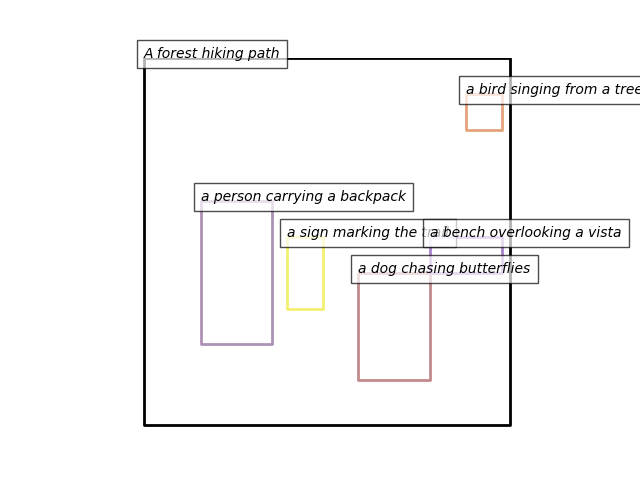 A forest hiking path
a bird singing from a tree
a person carrying a backpack
a sign marking the trail
a bench overlooking a vista
a dog chasing butterflies